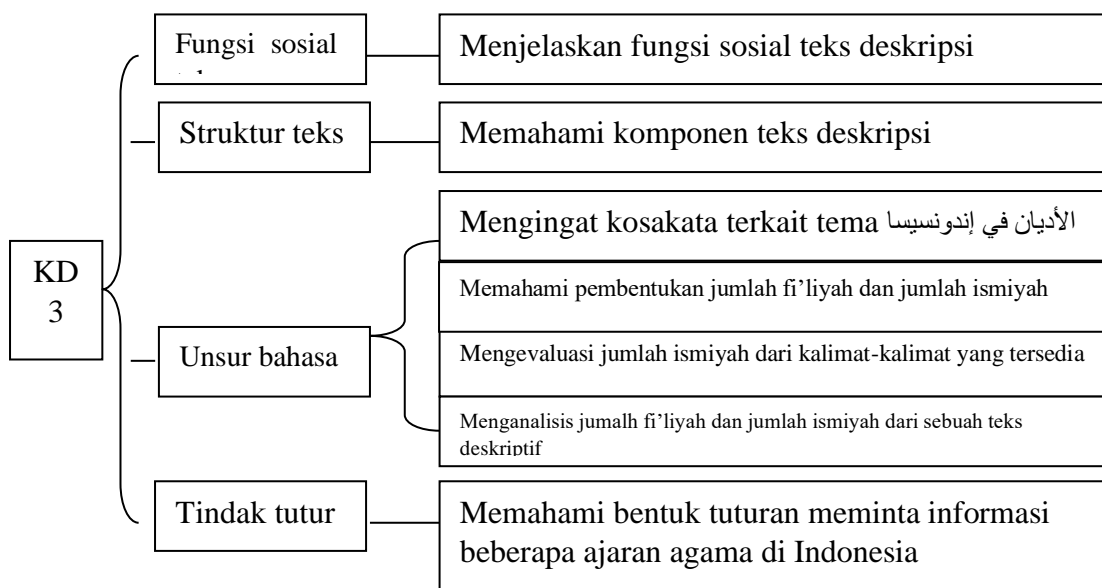 Fungsi sosial
Menjelaskan fungsi sosial teks deskripsi
Struktur teks
Memahami komponen teks deskripsi
KD
3
Unsur bahasa
Mengingat kosakata terkait tema الأديان في إندونسيسا
Memahami pembentukan jumlah fi’liyah dan jumlah ismiyah
Mengevaluasi jumlah ismiyah dari kalimat-kalimat yang tersedia
Menganalisis jumalh fi’liyah dan jumlah ismiyah dari sebuah teks
deskriptif
Tindak tutur
Memahami bentuk tuturan meminta informasi
beberapa ajaran agama di Indonesia